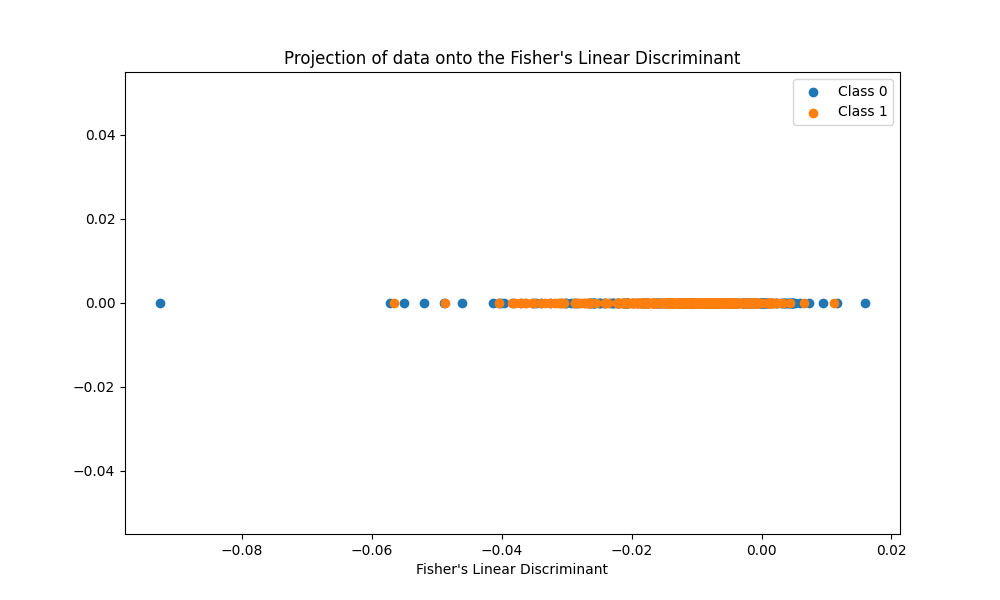 Projection of data onto the Fisher's Linear Discriminant
Class 0
Class 1
0.04
0.02
0.00
−0.02
−0.04
−0.08
−0.06
−0.04
−0.02
0.00
0.02
Fisher's Linear Discriminant